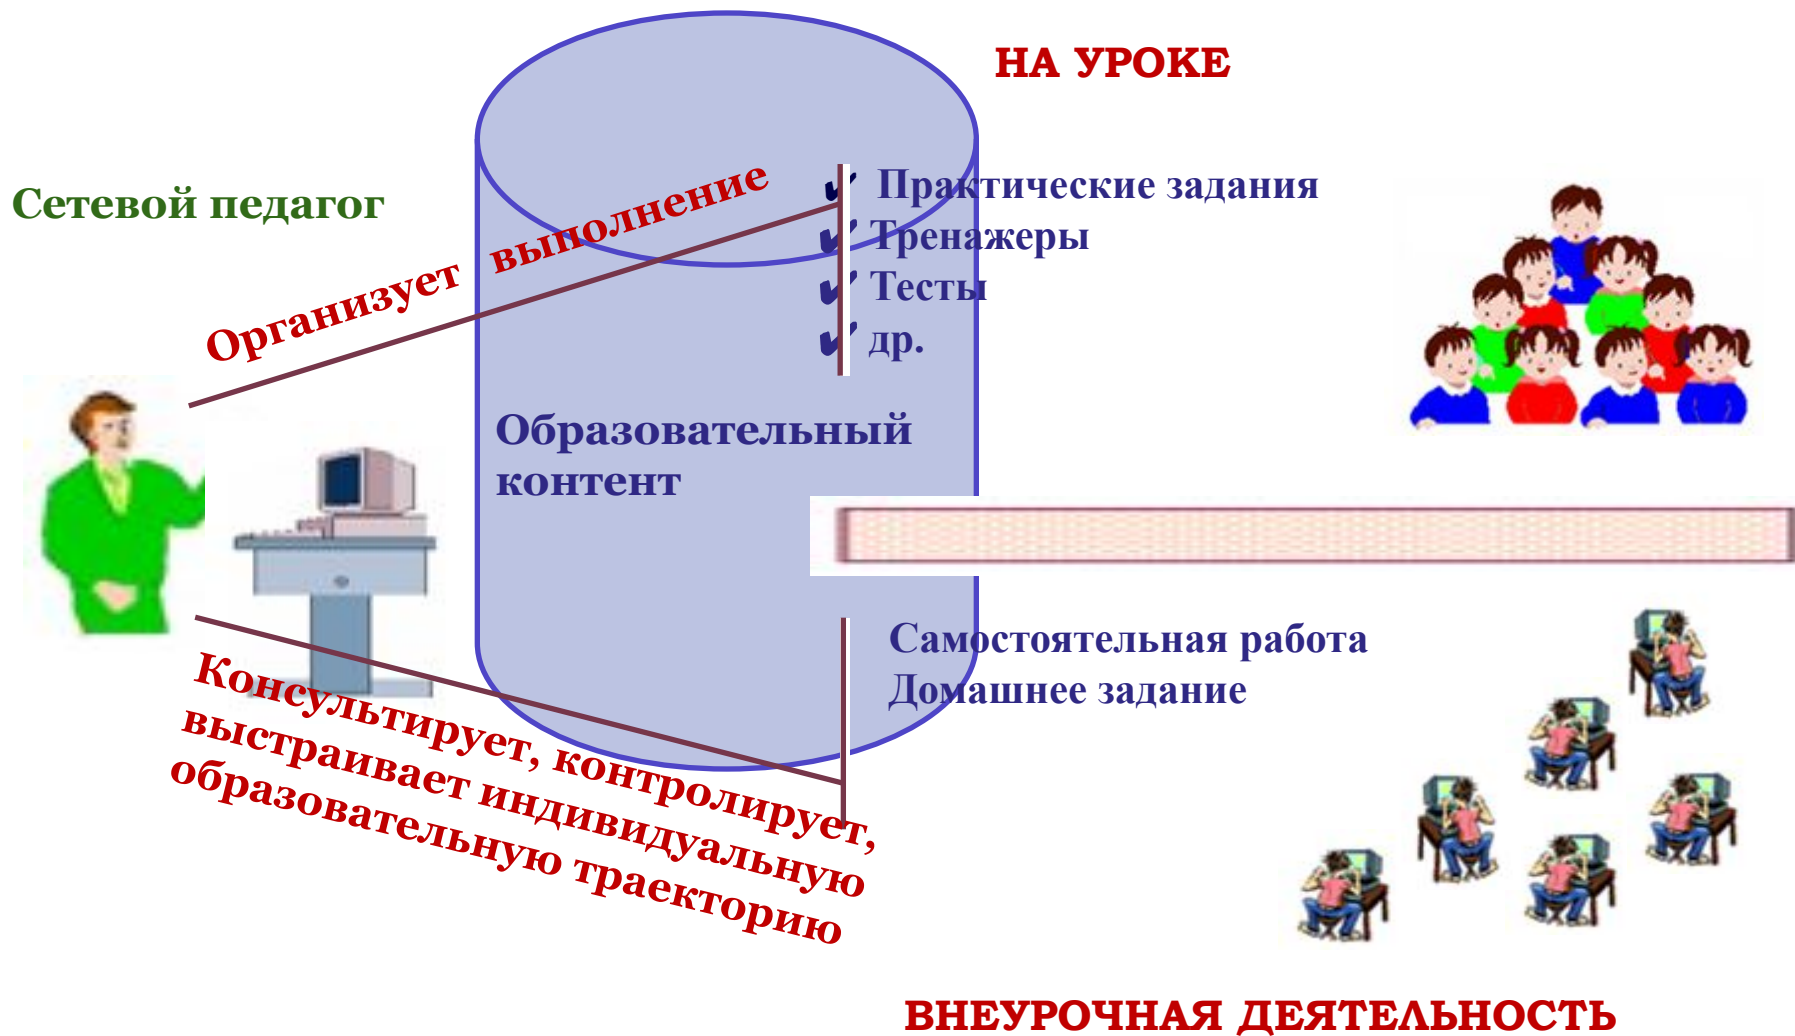 НА УРОКЕ
Сетевой педагог
Организует выполнение
Практические задания
Тренажеры
Тесты
др.
Образовательный
контент
Самостоятельная работа
Домашнее задание
Консультирует, контролирует,
выстраивает индивидуальную
образовательную траекторию
ВНЕУРОЧНАЯ ДЕЯТЕЛЬНОСТЬ